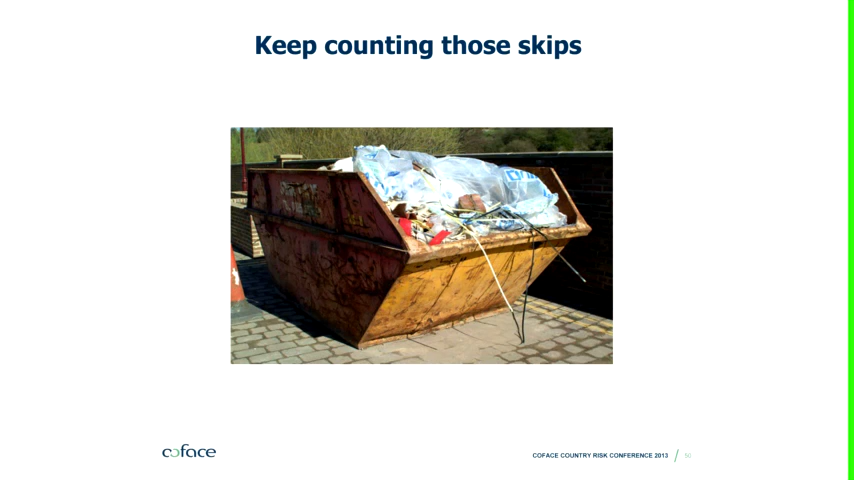 Keep counting those skips
coface
COFACE COUNTRY RISK CONFERENCE 2013